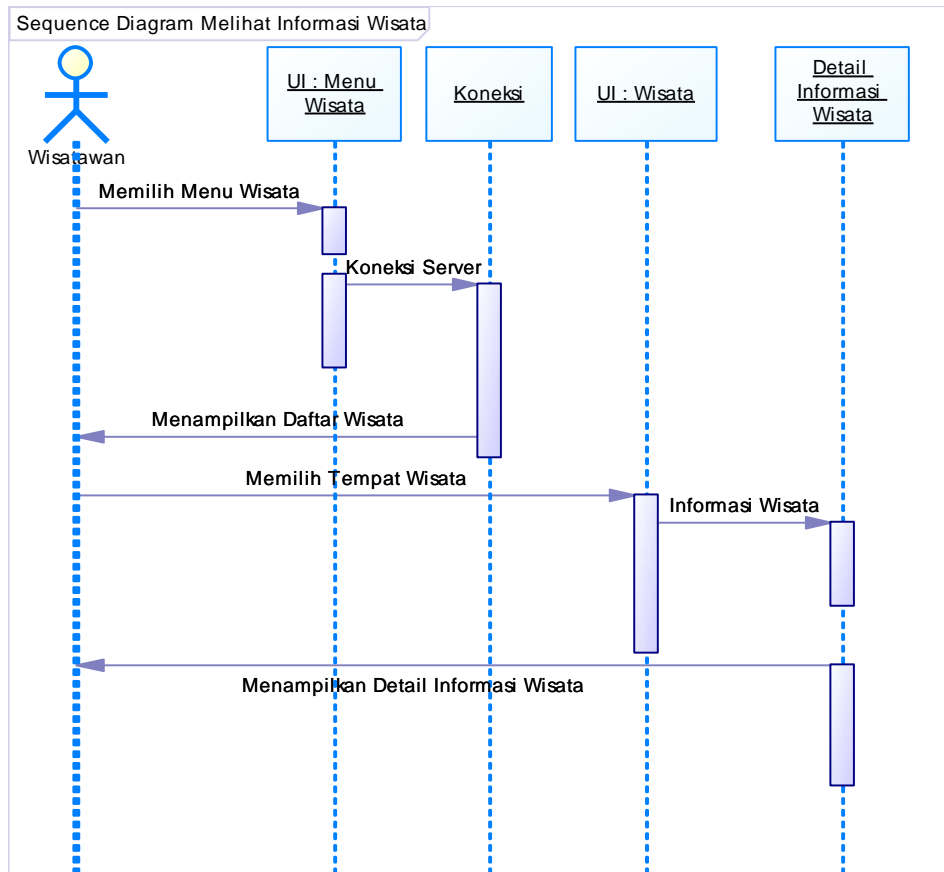 Sequence Diagram Melihat Informasi Wisata
UI : Menu
Wisata
Koneksi
UI : Wisata
Detail
Informasi
Wisata
Wisatawan
Memilih Menu Wisata
Koneksi Server
Menampilkan Daftar Wisata
Memilih Tempat Wisata
Informasi Wisata
Menampilkan Detail Informasi Wisata